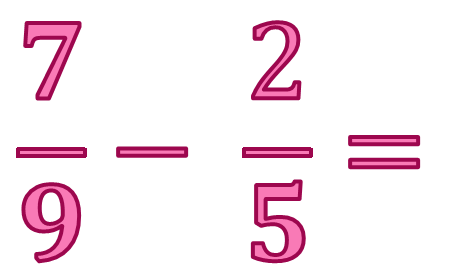 7/9 − 2/5 =